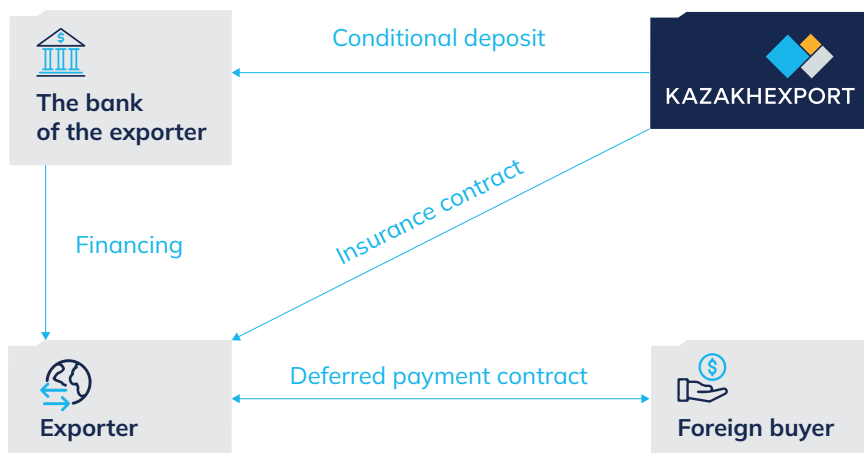 Conditional deposit
$
The bank
of the exporter
KAZAKHEXPORT
Insurance contract
Financing
Deferred payment contract
$
Exporter
Foreign buyer